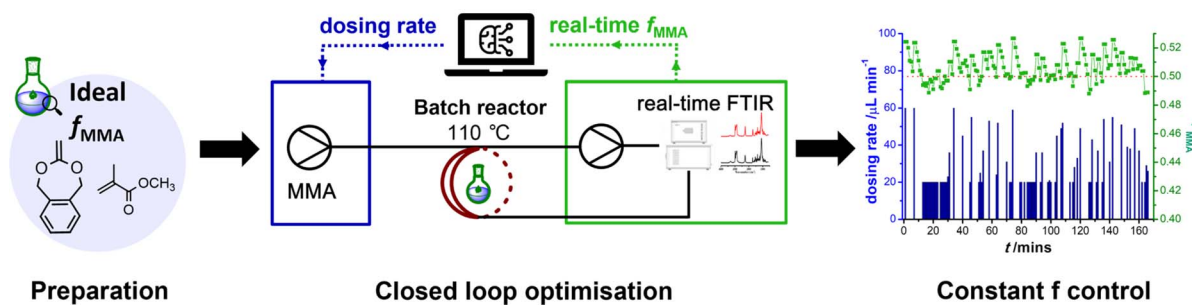 Ideal
fMMA
O
O
O
OCH3
Preparation
dosing rate
real-time fMMA
MMA
Batch reactor
110 ℃
real-time FTIR
Closed loop optimisation
dosing rate /μL min-1
100
80
60
40
20
0
0 20 40 60 80 100 120 140 160
t/mins
0.52
0.50
0.48
0.46
0.44
0.42
0.40
MMA
Constant f control